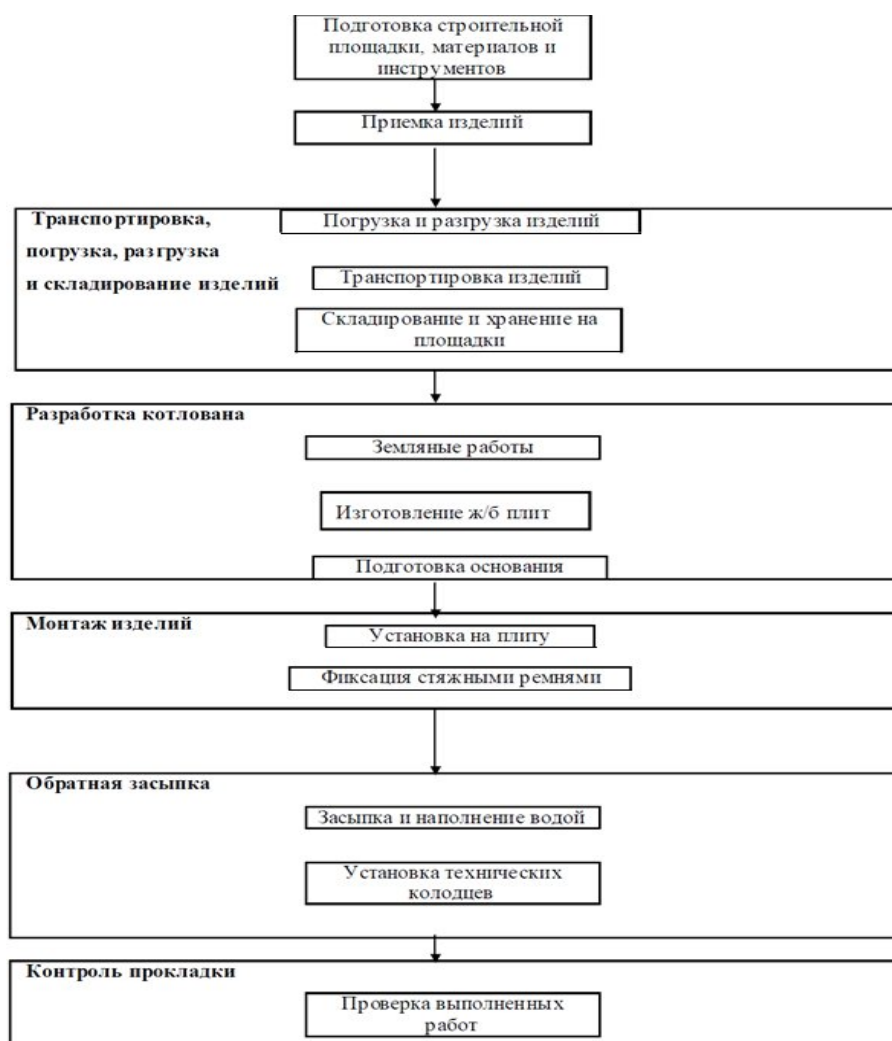 Подготовка строительной
площадки, материалов и
инструментов
Приемка изделий
Транспортировка,
погрузка, разгрузка
и складирование изделий
Погрузка и разгрузка изделий
Транспортировка изделий
Складирование и хранение на
площадки
Разработка котлована
Земляные работы
Изготовление ж/б плит
Подготовка основания
Монтаж изделий
Установка на плиту
Фиксация стяжными ремнями
Обратная засыпка
Засыпка и наполнение водой
Установка технических
колодцев
Контроль прокладки
Проверка выполненных
работ